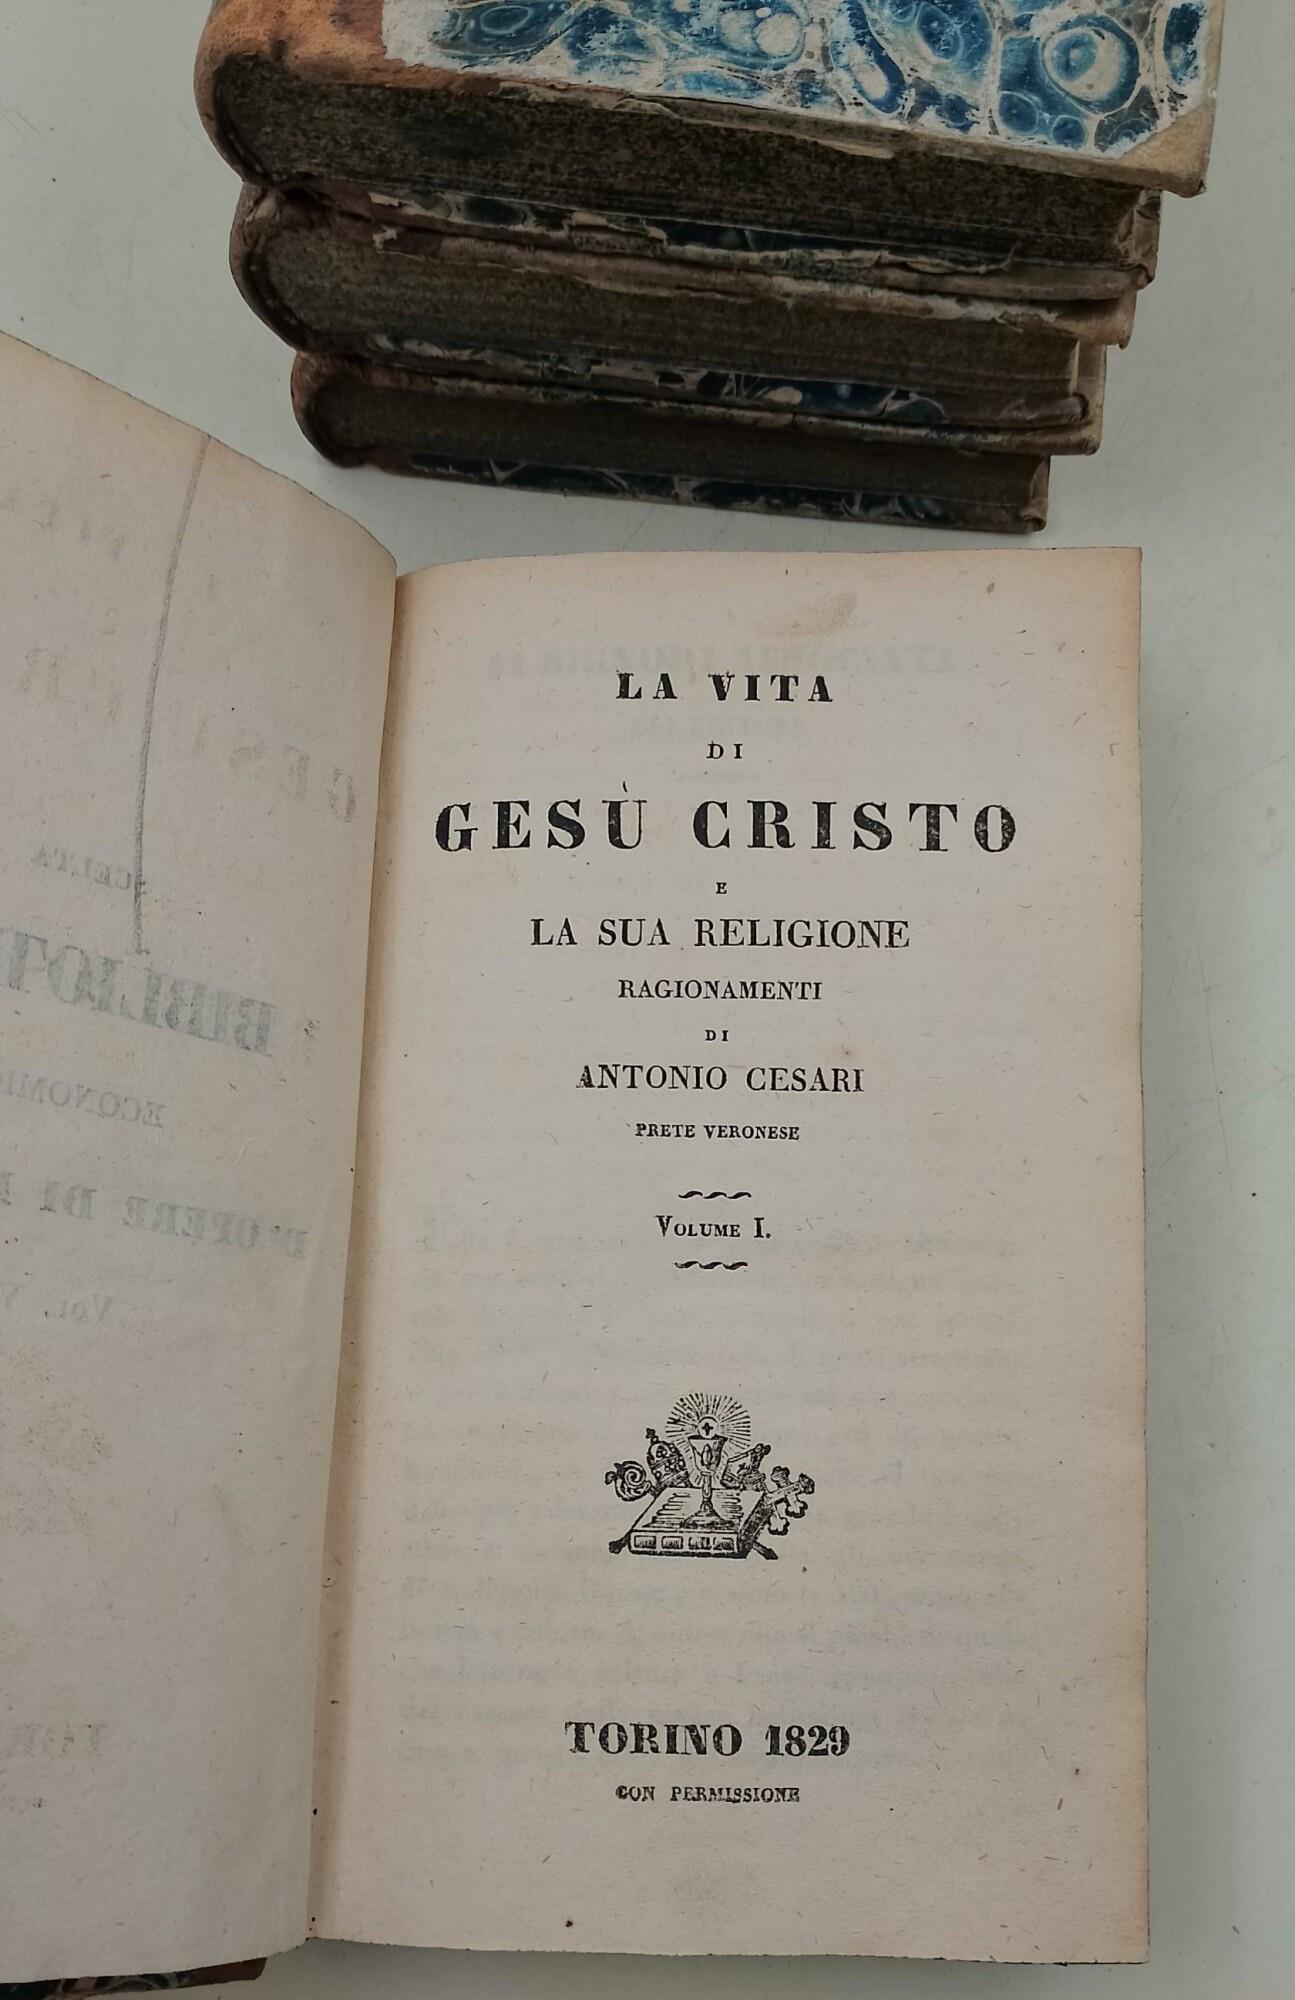 LA VITA
DI
GESÙ CRISTO
E
LA SUA RELIGIONE
RAGIONAMENTI
DI
ANTONIO CESARI
PRETE VERONESE
VOLUME I.
TORINO 1829
CON PERMISSIONE